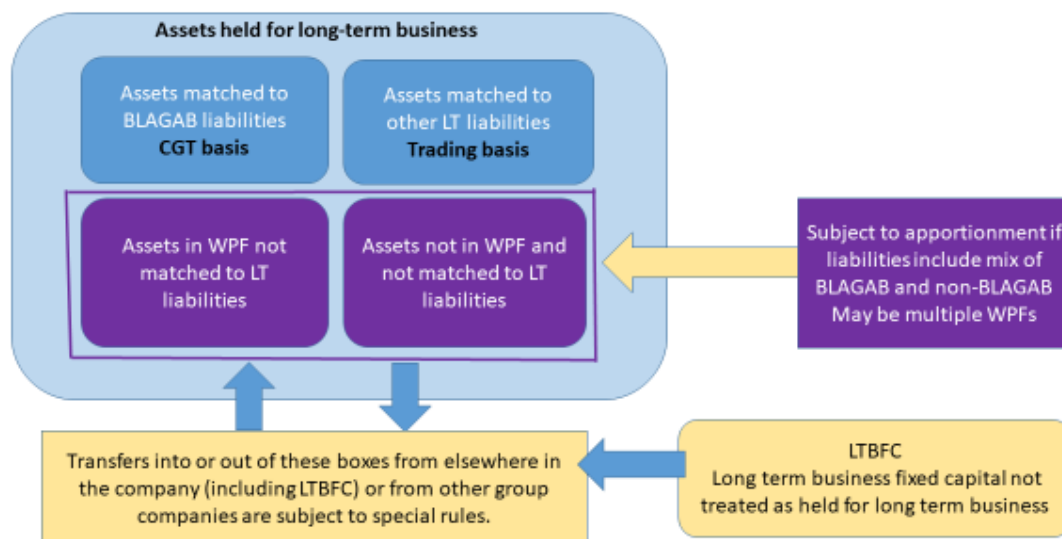 Assets held for long-term business
Assets matched to
BLAGAB liabilities
CGT basis
Assets matched to
other LT liabilities
Trading basis
Assets in WPF not
matched to LT
liabilities
Assets not in WPF and
not matched to LT
liabilities
Subject to apportionment if
liabilities include mix of
BLAGAB and non-BLAGAB
May be multiple WPFs
Transfers into or out of these boxes from elsewhere in
the company (including LTBFC) or from other group
companies are subject to special rules.
LTBFC
Long term business fixed capital not
treated as held for long term business